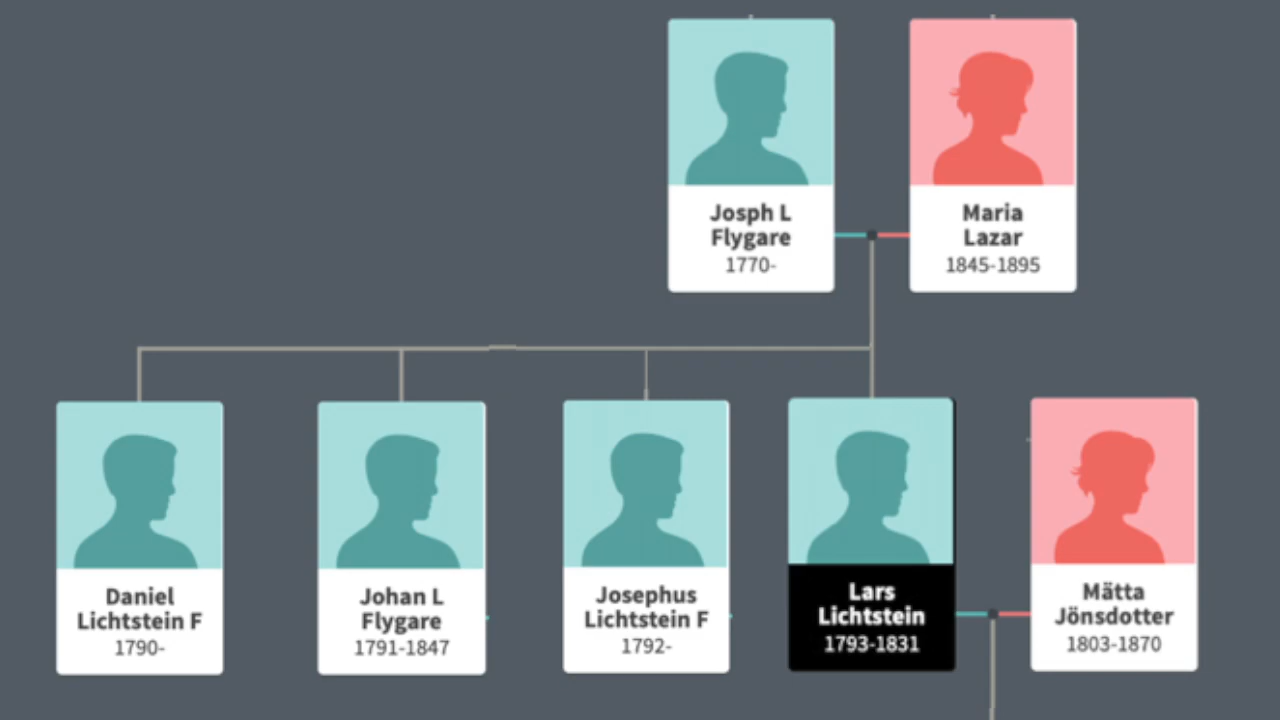 Josph L
Flygare
1770-
Maria
Lazar
1845-1895
Daniel
Lichtstein F
1790-
Johan L
Flygare
1791-1847
Josephus
Lichtstein F
1792-
Lars
Lichtstein
1793-1831
Mätta
Jönsdotter
1803-1870